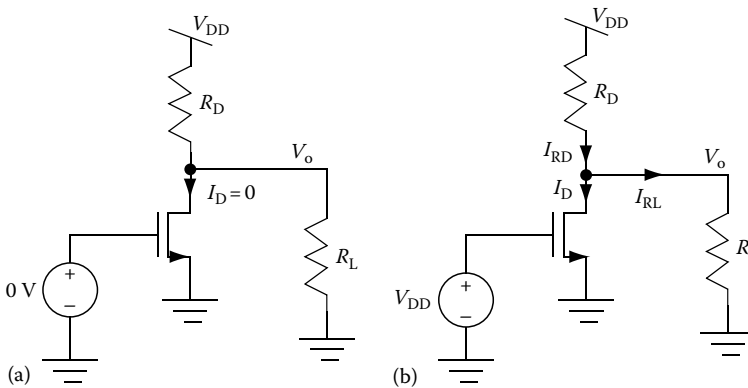 V_DD
R_D
V_o
I_D = 0
R_L
+
0 V
−
(a)
V_DD
R_D
I_RD
V_o
I_D
I_RL
R
+
V_DD
−
(b)